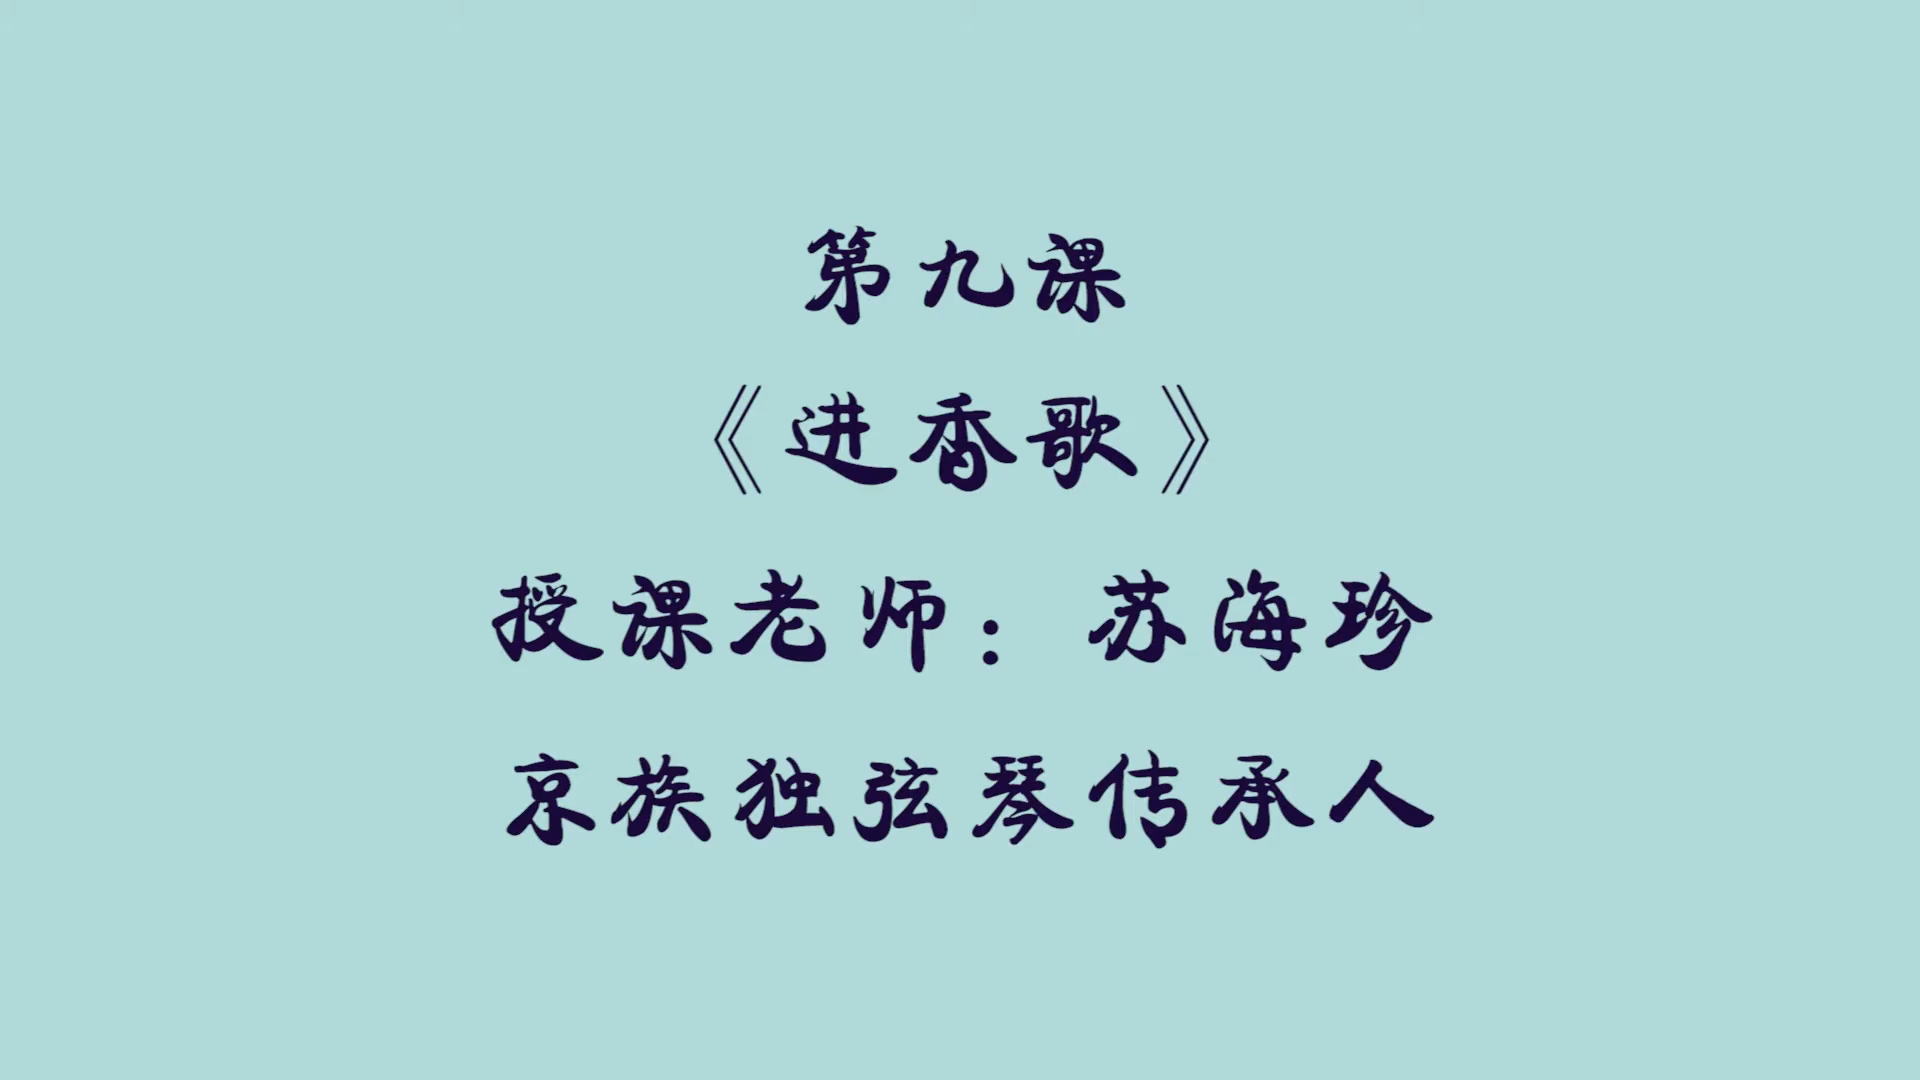 第九课
《进香歌》
授课老师：苏海珍
京族独弦琴传承人